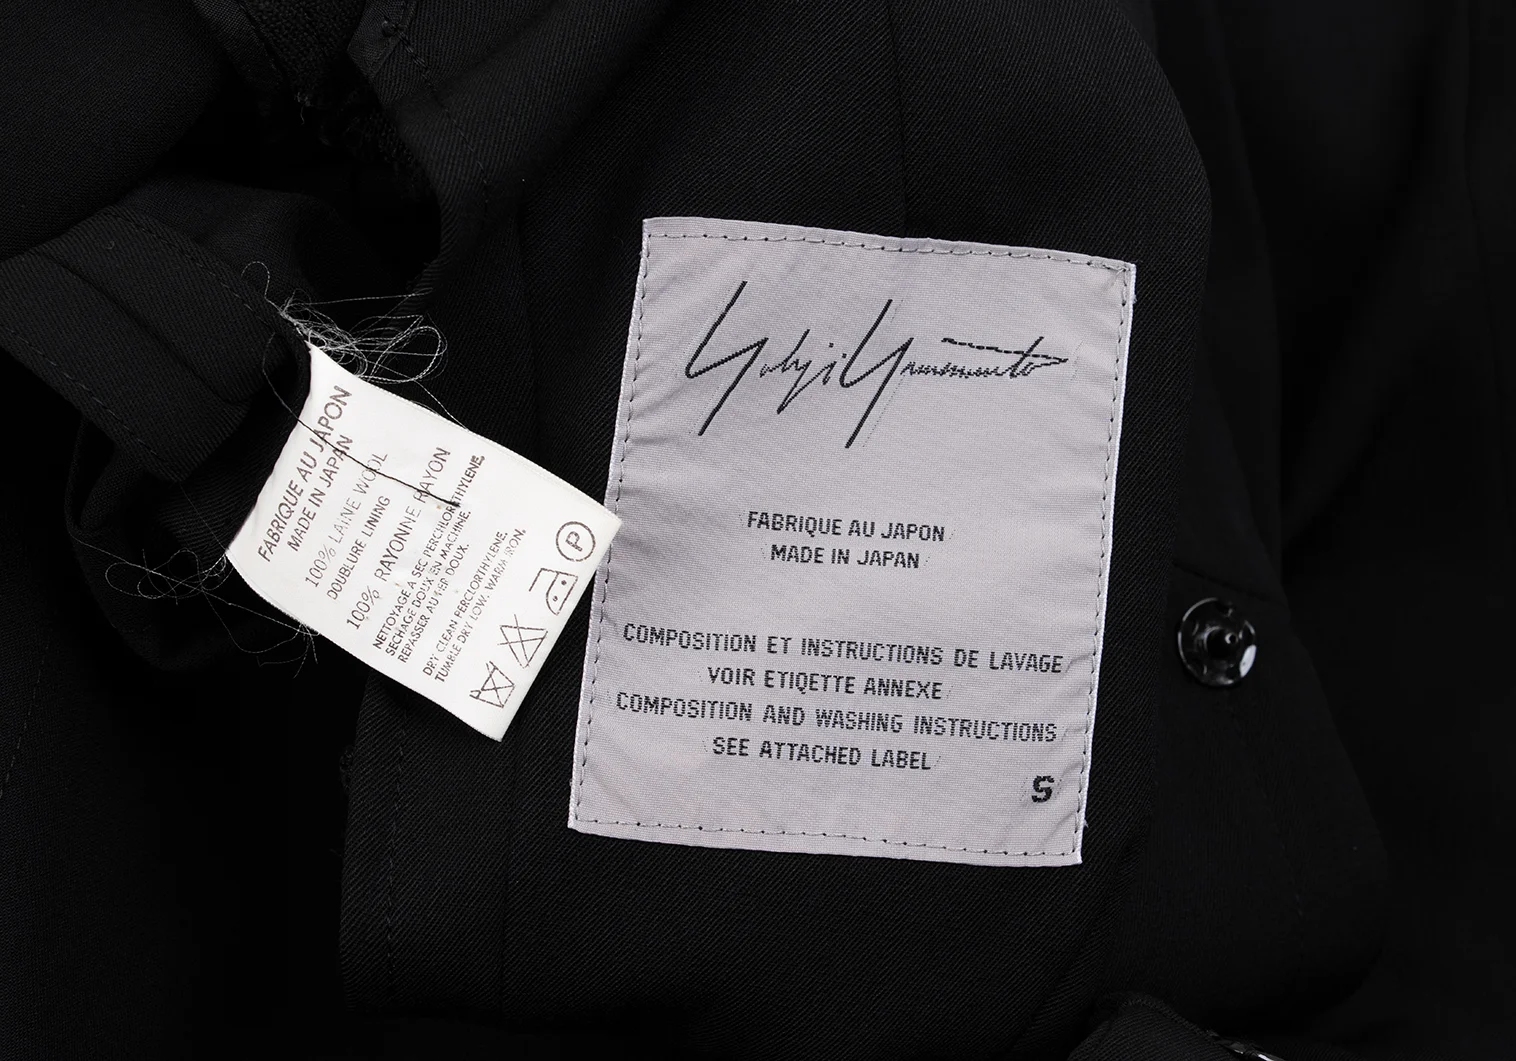 FABRIQUE AU JAPON
MADE IN JAPAN
100% LAINE WOOL
DOUBLURE LINING
100% RAYONNE RAYON
NETTOYAGE A SEC PERCHLORETHYLENE.
SECHAGE DOUX EN MACHINE.
REPASSER AU FER DOUX.
DRY CLEAN PERCLORTHYLENE.
TUMBLE DRY LOW. WARM IRON.
P
Yohji Yamamoto
FABRIQUE AU JAPON
MADE IN JAPAN
COMPOSITION ET INSTRUCTIONS DE LAVAGE
VOIR ETIQETTE ANNEXE
COMPOSITION AND WASHING INSTRUCTIONS
SEE ATTACHED LABEL
S